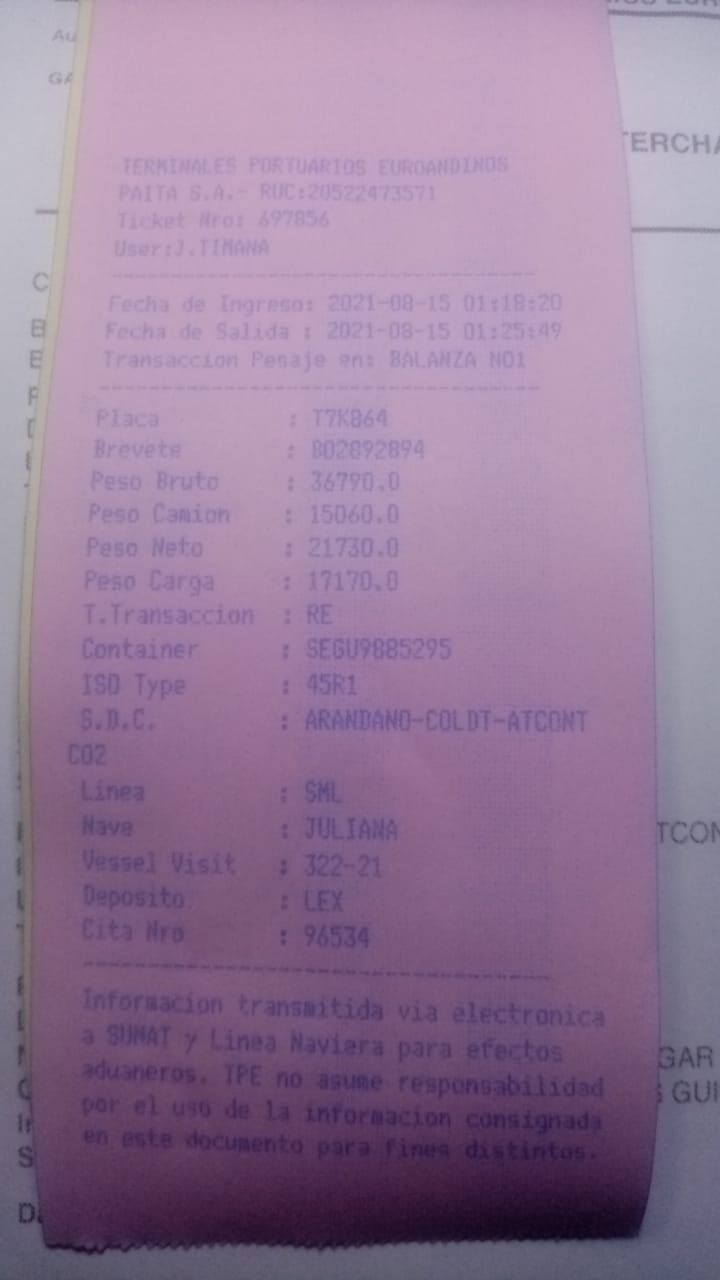 TERMINALES PORTUARIOS EUROANDINOS
PAITA S.A.- RUC:20522473571
Ticket Nro: 697856
User:J.TIMANA
Fecha de Ingreso: 2021-08-15 01:18:20
Fecha de Salida : 2021-08-15 01:25:49
Transaccion Pesaje en: BALANZA NO1
Placa : T7K864
Brevete : B02892894
Peso Bruto : 36790.0
Peso Camion : 15060.0
Peso Neto : 21730.0
Peso Carga : 17170.0
T.Transaccion : RE
Container : SEGU9885295
ISO Type : 45R1
S.D.C. : ARANDANO-COLDT-ATCONT
CO2
Linea : SML
Nave : JULIANA
Vessel Visit : 322-21
Deposito : LEX
Cita Nro : 96534
Informacion transmitida via electronica
a SUNAT y Linea Naviera para efectos
aduaneros. TPE no asume responsabilidad
por el uso de la informacion consignada
en este documento para fines distintos.
TERCHA
TCON
GAR
GUI